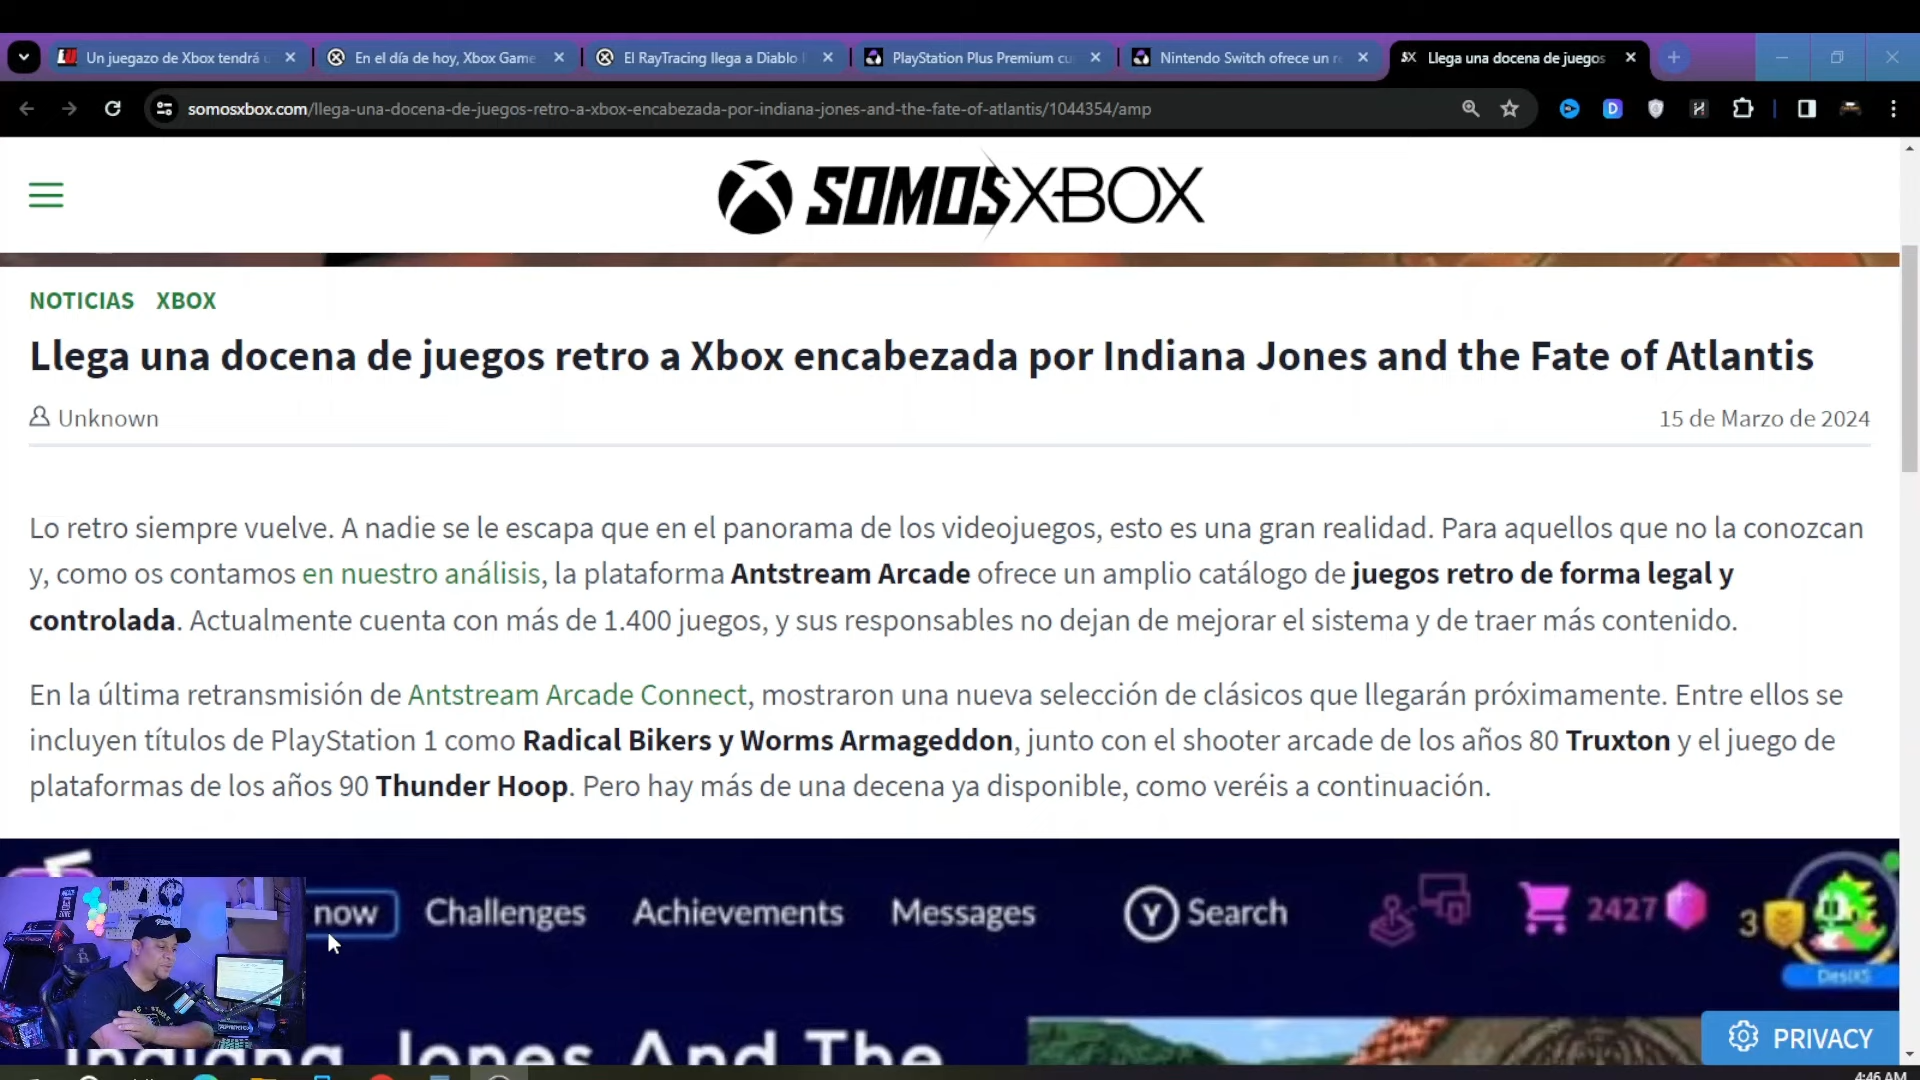 Un juegazo de Xbox tendrá
En el día de hoy, Xbox Game
El RayTracing llega a Diablo
PlayStation Plus Premium cu
Nintendo Switch ofrece un r
Llega una docena de juegos
somosxbox.com/llega-una-docena-de-juegos-retro-a-xbox-encabezada-por-indiana-jones-and-the-fate-of-atlantis/1044354/amp
SOMOSXBOX
NOTICIAS XBOX
Llega una docena de juegos retro a Xbox encabezada por Indiana Jones and the Fate of Atlantis
Unknown
15 de Marzo de 2024
Lo retro siempre vuelve. A nadie se le escapa que en el panorama de los videojuegos, esto es una gran realidad. Para aquellos que no la conozcan
y, como os contamos en nuestro análisis, la plataforma Antstream Arcade ofrece un amplio catálogo de juegos retro de forma legal y
controlada. Actualmente cuenta con más de 1.400 juegos, y sus responsables no dejan de mejorar el sistema y de traer más contenido.
En la última retransmisión de Antstream Arcade Connect, mostraron una nueva selección de clásicos que llegarán próximamente. Entre ellos se
incluyen títulos de PlayStation 1 como Radical Bikers y Worms Armageddon, junto con el shooter arcade de los años 80 Truxton y el juego de
plataformas de los años 90 Thunder Hoop. Pero hay más de una decena ya disponible, como veréis a continuación.
now Challenges Achievements Messages Y Search 2427 3
DesIXS
Indiana Jones And The
PRIVACY
4:46 AM